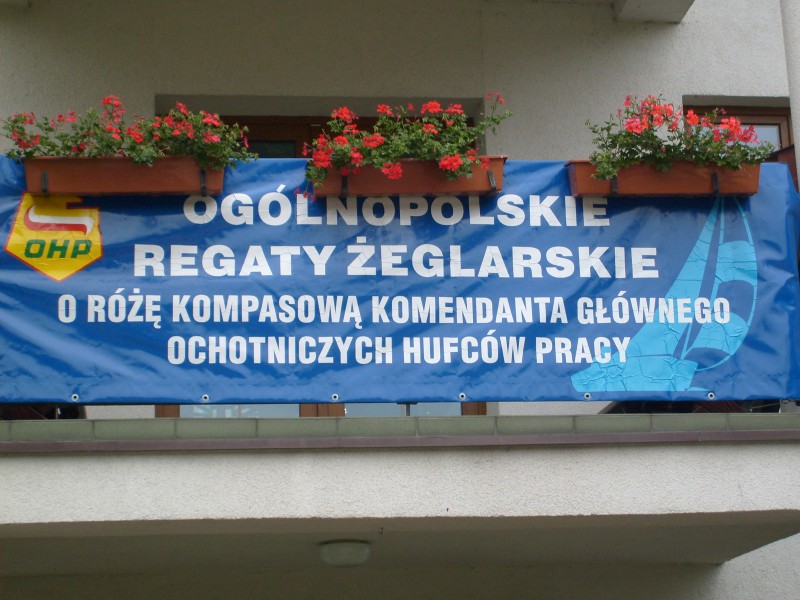 OGÓLNOPOLSKIE
OHP
REGATY ŻEGLARSKIE
O RÓŻĘ KOMPASOWĄ KOMENDANTA GŁÓWNEGO
OCHOTNICZYCH HUFCÓW PRACY